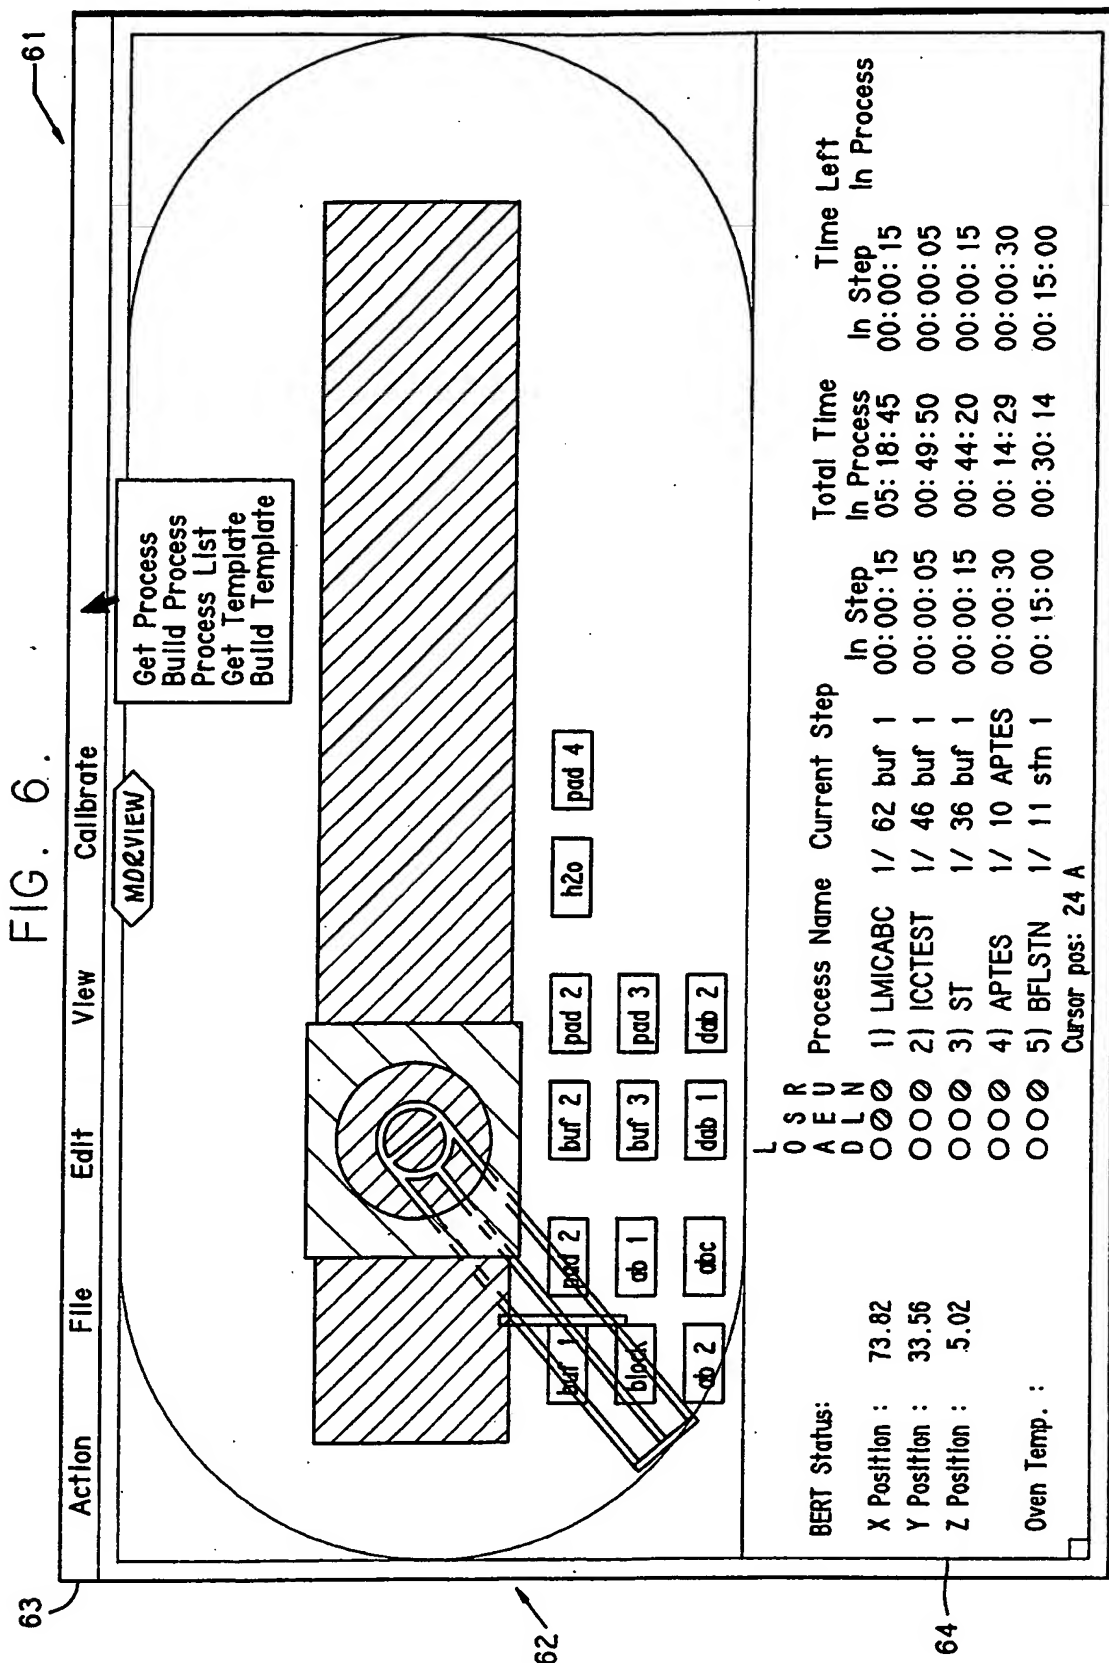 FIG. 6.
61
63
62
64
Action File Edit View Calibrate
MDRVIEW
Get Process
Build Process
Process List
Get Template
Build Template
buf 1 pad 2 buf 2 pad 2 h2o pad 4
block ab 1 buf 3 pad 3
ab 2 abc dab 1 dab 2
BERT Status:
X Position : 73.82
Y Position : 33.56
Z Position : 5.02
Oven Temp. :
L
O S R
A E U
D L N
Process Name Current Step Total Time Time Left
In Step In Process In Step In Process
1) LMICABC 1/ 62 buf 1 00:00:15 05:18:45 00:00:15
2) ICCTEST 1/ 46 buf 1 00:00:05 00:49:50 00:00:05
3) ST 1/ 36 buf 1 00:00:15 00:44:20 00:00:15
4) APTES 1/ 10 APTES 00:00:30 00:14:29 00:00:30
5) BFLSTN 1/ 11 stn 1 00:15:00 00:30:14 00:15:00
Cursor pos: 24 A